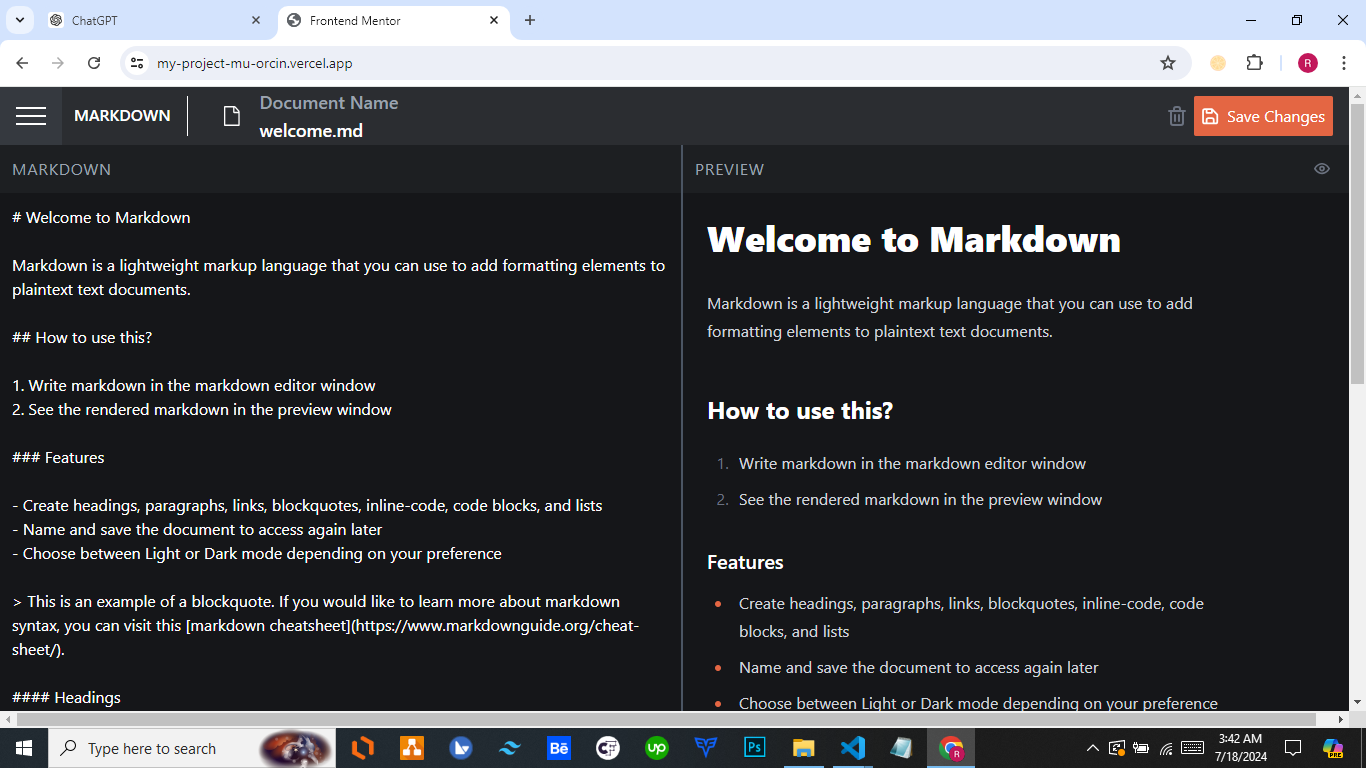 ChatGPT
Frontend Mentor
my-project-mu-orcin.vercel.app
R
MARKDOWN
Document Name
welcome.md
Save Changes
MARKDOWN
PREVIEW
# Welcome to Markdown
Markdown is a lightweight markup language that you can use to add formatting elements to
plaintext text documents.
## How to use this?
1. Write markdown in the markdown editor window
2. See the rendered markdown in the preview window
### Features
- Create headings, paragraphs, links, blockquotes, inline-code, code blocks, and lists
- Name and save the document to access again later
- Choose between Light or Dark mode depending on your preference
> This is an example of a blockquote. If you would like to learn more about markdown
syntax, you can visit this [markdown cheatsheet](https://www.markdownguide.org/cheat-
sheet/).
#### Headings
Welcome to Markdown
Markdown is a lightweight markup language that you can use to add
formatting elements to plaintext text documents.
How to use this?
1. Write markdown in the markdown editor window
2. See the rendered markdown in the preview window
Features
• Create headings, paragraphs, links, blockquotes, inline-code, code
blocks, and lists
• Name and save the document to access again later
• Choose between Light or Dark mode depending on your preference
Type here to search
Bē
up
Ps
R
3:42 AM
7/18/2024
PRE